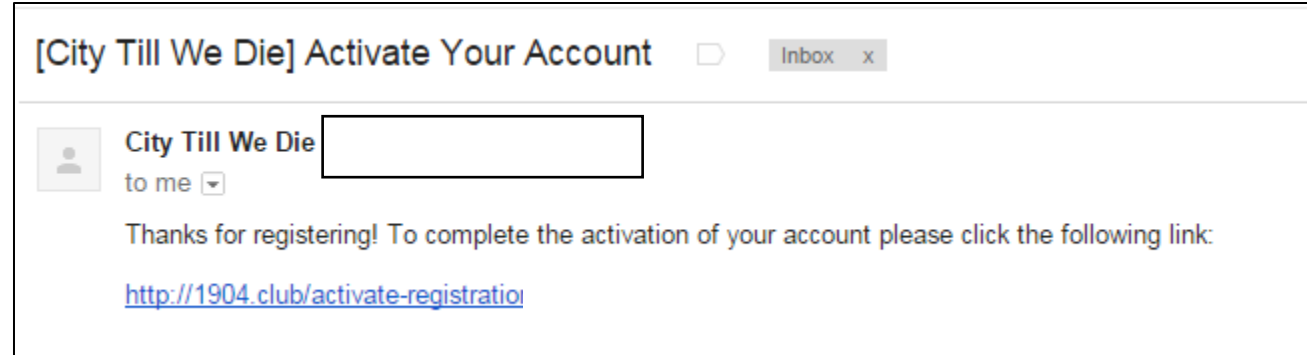 [City Till We Die] Activate Your Account
Inbox x
City Till We Die
to me
Thanks for registering! To complete the activation of your account please click the following link:
http://1904.club/activate-registration